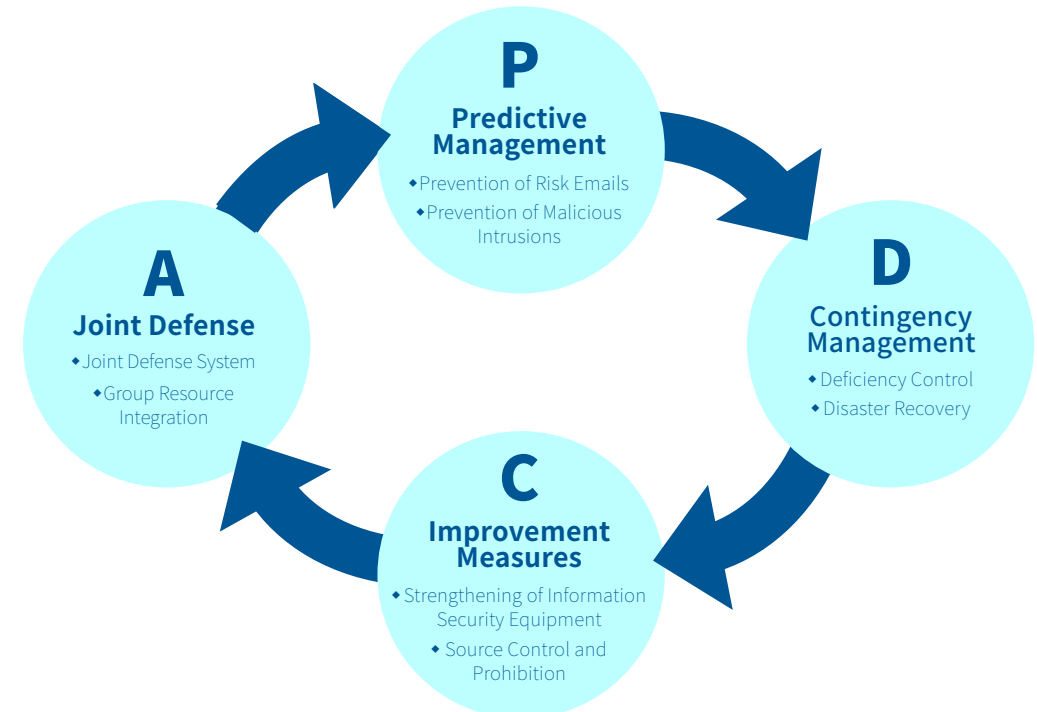 P
Predictive
Management
◆Prevention of Risk Emails
◆Prevention of Malicious
Intrusions
D
Contingency
Management
◆ Deficiency Control
◆ Disaster Recovery
C
Improvement
Measures
◆ Strengthening of Information
Security Equipment
◆ Source Control and
Prohibition
A
Joint Defense
◆Joint Defense System
◆Group Resource
Integration